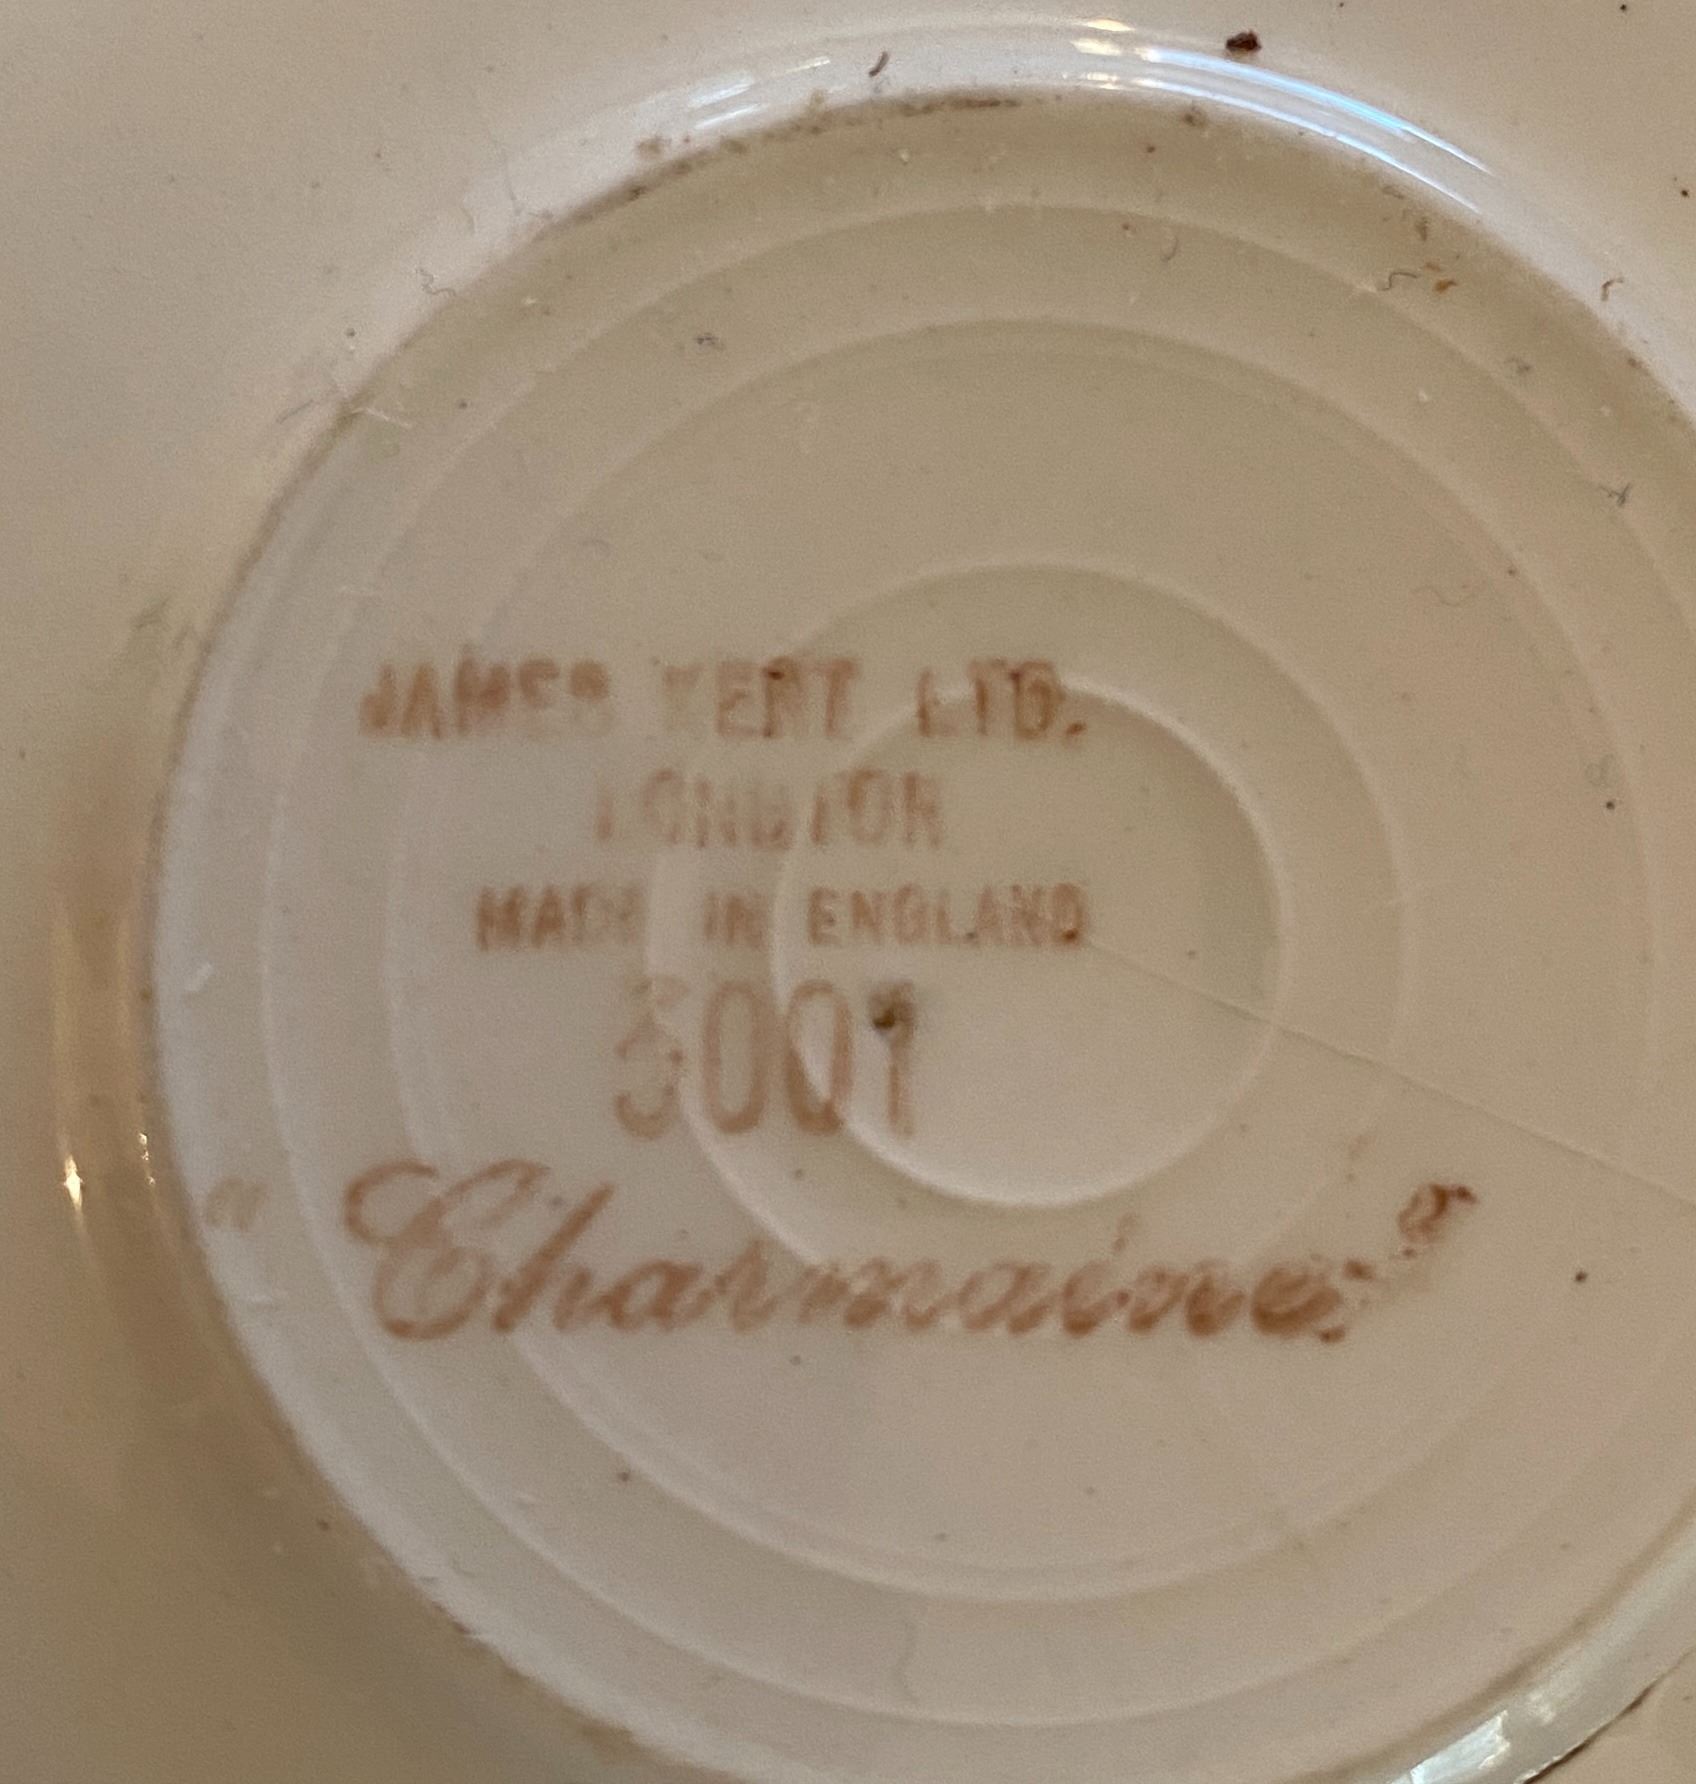 JAMES KENT LTD.
LONGTON
MADE IN ENGLAND
3001
"Charmaine"